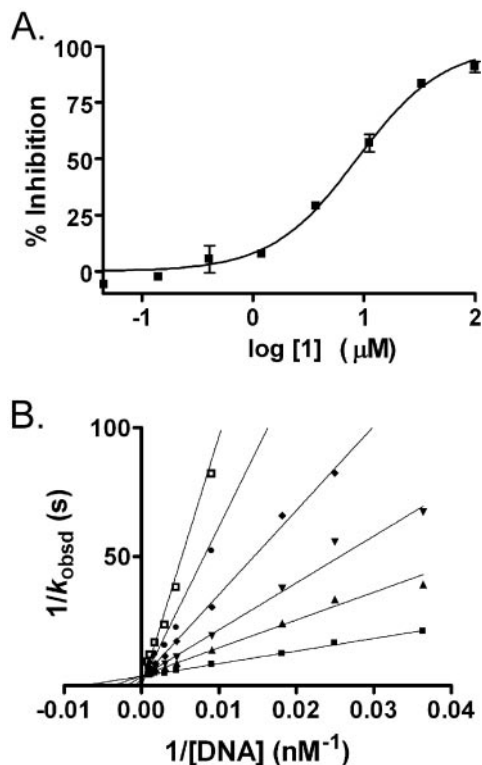 A.
100
75
50
25
0
% Inhibition
-1 0 1 2
log [1] (μM)
B.
100
50
1/kobsd (s)
-0.01 0.00 0.01 0.02 0.03 0.04
1/[DNA] (nM⁻¹)